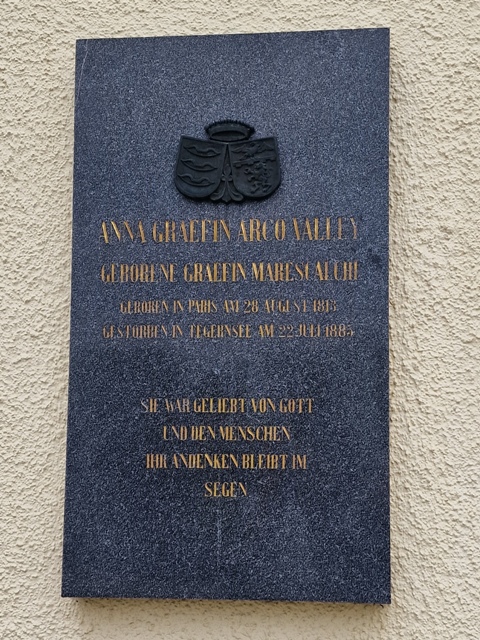 ANNA GRAEFIN ARCO VALLEY
GEBORENE GRAEFIN MARESCALCHI
GEBOREN IN PARIS AM 28 AUGUST 1813
GESTORBEN IN TEGERNSEE AM 22 JULI 1885
SIE WAR GELIEBT VON GOTT
UND DEN MENSCHEN
IHR ANDENKEN BLEIBT IM
SEGEN